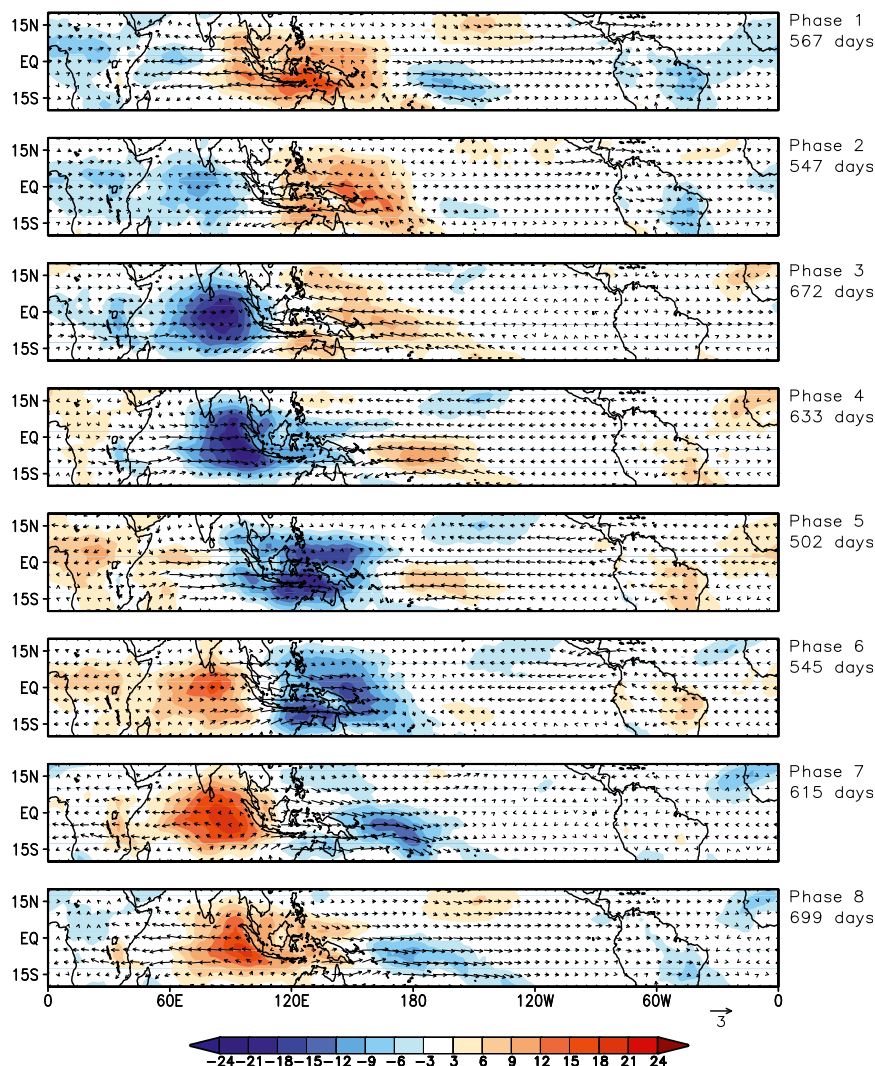 15N
EQ
15S
Phase 1
567 days
15N
EQ
15S
Phase 2
547 days
15N
EQ
15S
Phase 3
672 days
15N
EQ
15S
Phase 4
633 days
15N
EQ
15S
Phase 5
502 days
15N
EQ
15S
Phase 6
545 days
15N
EQ
15S
Phase 7
615 days
15N
EQ
15S
Phase 8
699 days
0 60E 120E 180 120W 60W 0
3
-24 -21 -18 -15 -12 -9 -6 -3 3 6 9 12 15 18 21 24